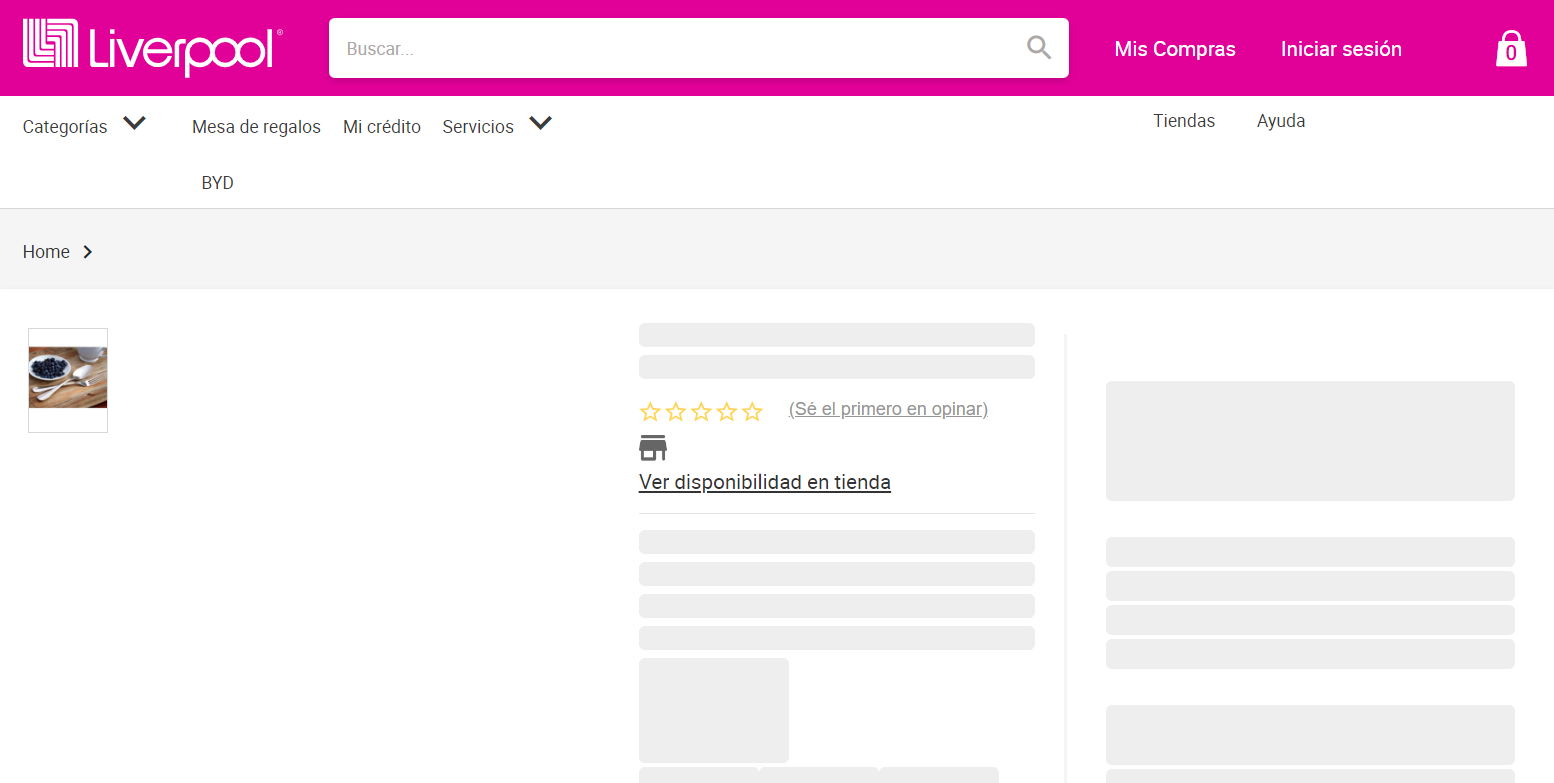 Liverpool®
Buscar...
Mis Compras
Iniciar sesión
0
Categorías
Mesa de regalos
Mi crédito
Servicios
Tiendas
Ayuda
BYD
Home
(Sé el primero en opinar)
Ver disponibilidad en tienda